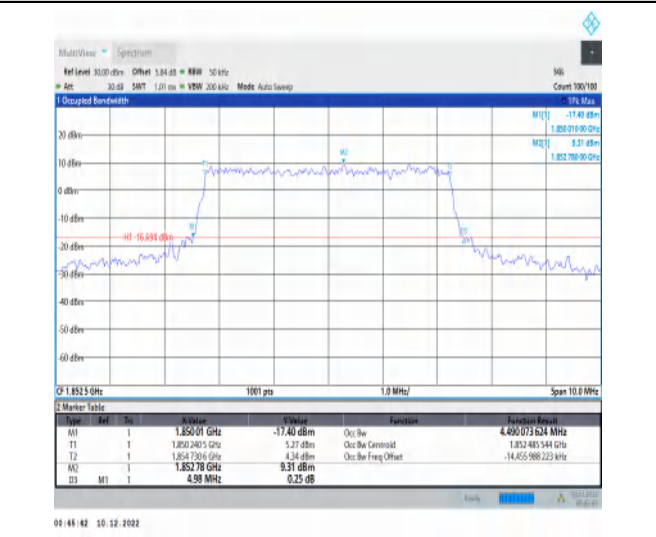 MultiView Spectrum
Ref Level 30.00 dBm Offset 5.84 dB RBW 50 kHz SGL
Att 30 dB SWT 1.01 ms VBW 200 kHz Mode Auto Sweep Count 100/100
1 Occupied Bandwidth 1Pk Max
M1[1] -17.40 dBm
1.850 010 00 GHz
M2[1] 9.31 dBm
1.852 780 00 GHz
20 dBm
M2
10 dBm
0 dBm
-10 dBm
H1 -16.694 dBm
-20 dBm
-30 dBm
-40 dBm
-50 dBm
-60 dBm
CF 1.852 5 GHz 1001 pts 1.0 MHz/ Span 10.0 MHz
2 Marker Table
Type Ref Trc X-Value Y-Value Function Function Result
M1 1 1.850 01 GHz -17.40 dBm Occ Bw 4.490 073 624 MHz
T1 1 1.850 240 5 GHz 5.27 dBm Occ Bw Centroid 1.852 485 544 GHz
T2 1 1.854 730 6 GHz 4.34 dBm Occ Bw Freq Offset -14.455 988 223 kHz
M2 1 1.852 78 GHz 9.31 dBm
D3 M1 1 4.98 MHz 0.25 dB
Ready
00:45:42 10.12.2022